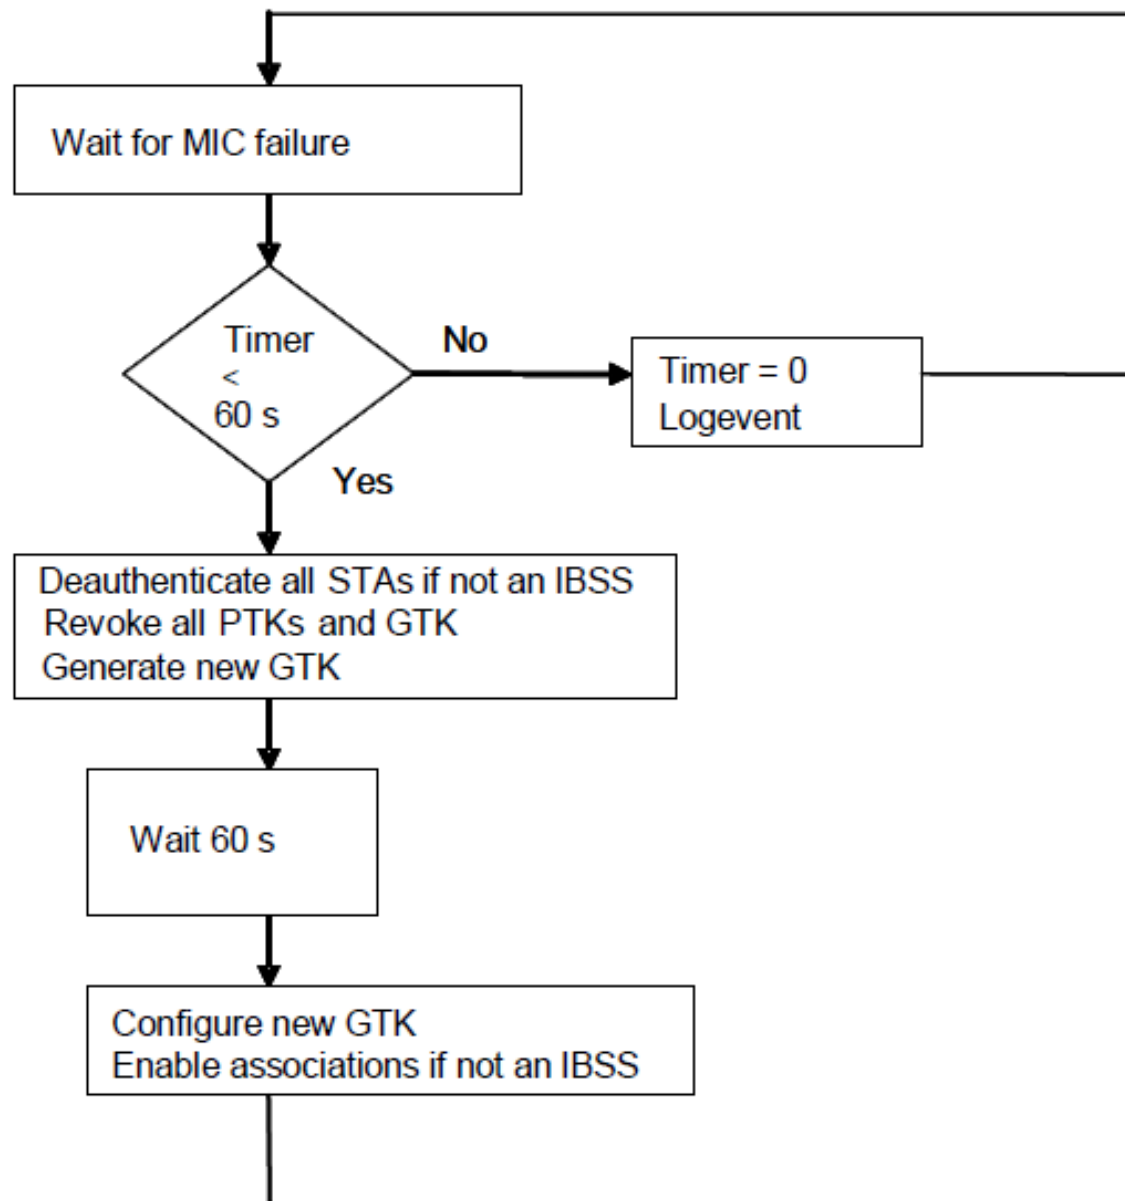 Wait for MIC failure
Timer
<
60 s
No
Timer = 0
Logevent
Yes
Deauthenticate all STAs if not an IBSS
Revoke all PTKs and GTK
Generate new GTK
Wait 60 s
Configure new GTK
Enable associations if not an IBSS